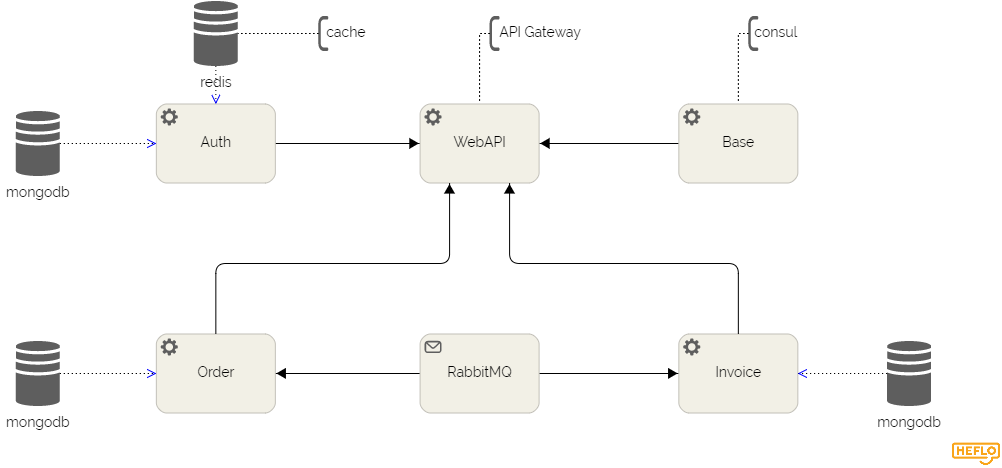 cache
API Gateway
consul
redis
Auth
WebAPI
Base
mongodb
Order
RabbitMQ
Invoice
mongodb
mongodb
HEFLO